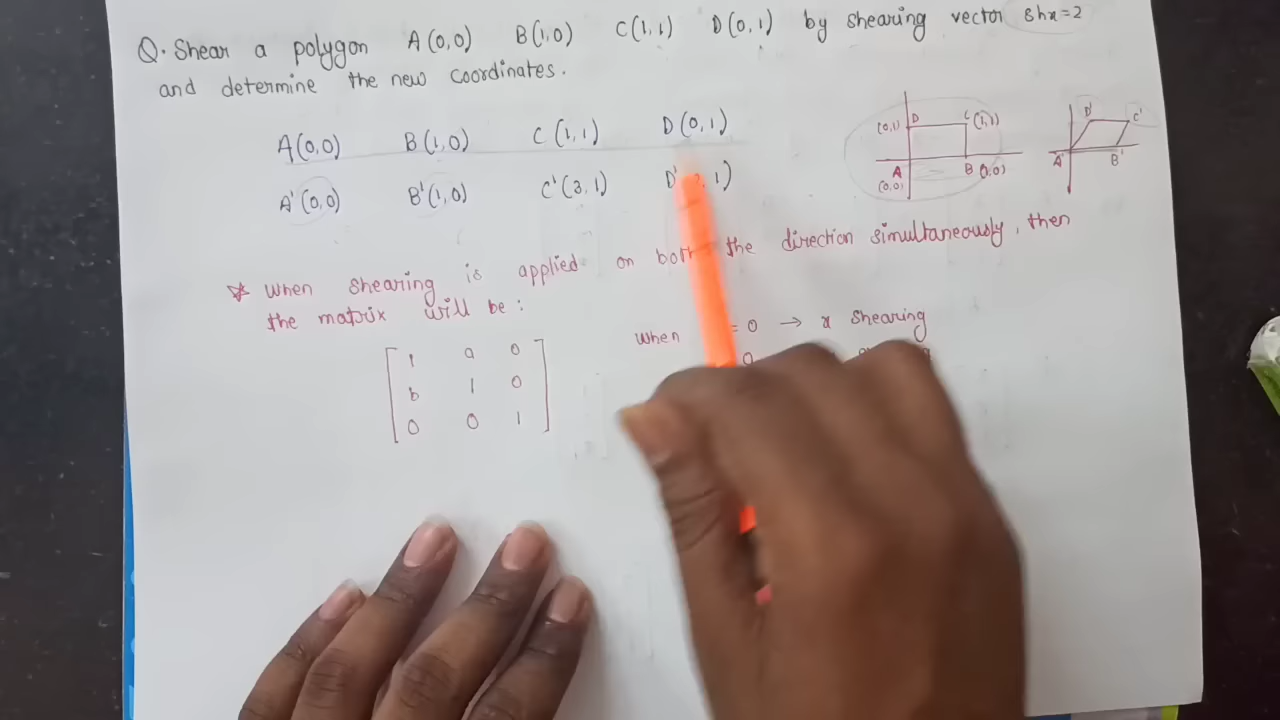 Q. Shear a polygon A(0,0) B(1,0) C(1,1) D(0,1) by shearing vector shx=2
and determine the new coordinates.
A(0,0) B(1,0) C(1,1) D(0,1)
A'(0,0) B'(1,0) C'(3,1) D' , 1)
(0,1) D C(1,1)
A B (1,0)
(0,0)
D' C'
A' B'
★ When shearing is applied on both the direction simultaneously, then
the matrix will be:
1 a 0
b 1 0
0 0 1
When = 0 → x shearing